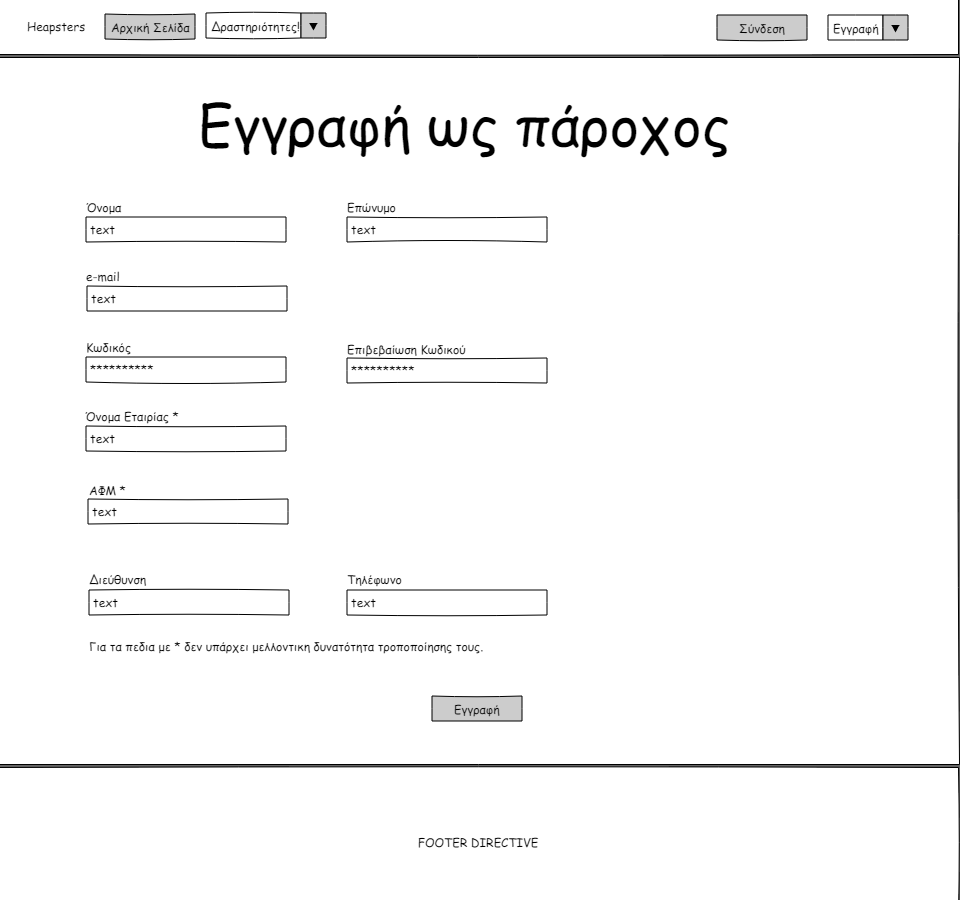 Heapsters Αρχική Σελίδα Δραστηριότητες! ▼ Σύνδεση Εγγραφή ▼
Εγγραφή ως πάροχος
Όνομα Επώνυμο
text text
e-mail
text
Κωδικός Επιβεβαίωση Κωδικού
********** **********
Όνομα Εταιρίας *
text
ΑΦΜ *
text
Διεύθυνση Τηλέφωνο
text text
Για τα πεδια με * δεν υπάρχει μελλοντικη δυνατότητα τροποποίησης τους.
Εγγραφή
FOOTER DIRECTIVE